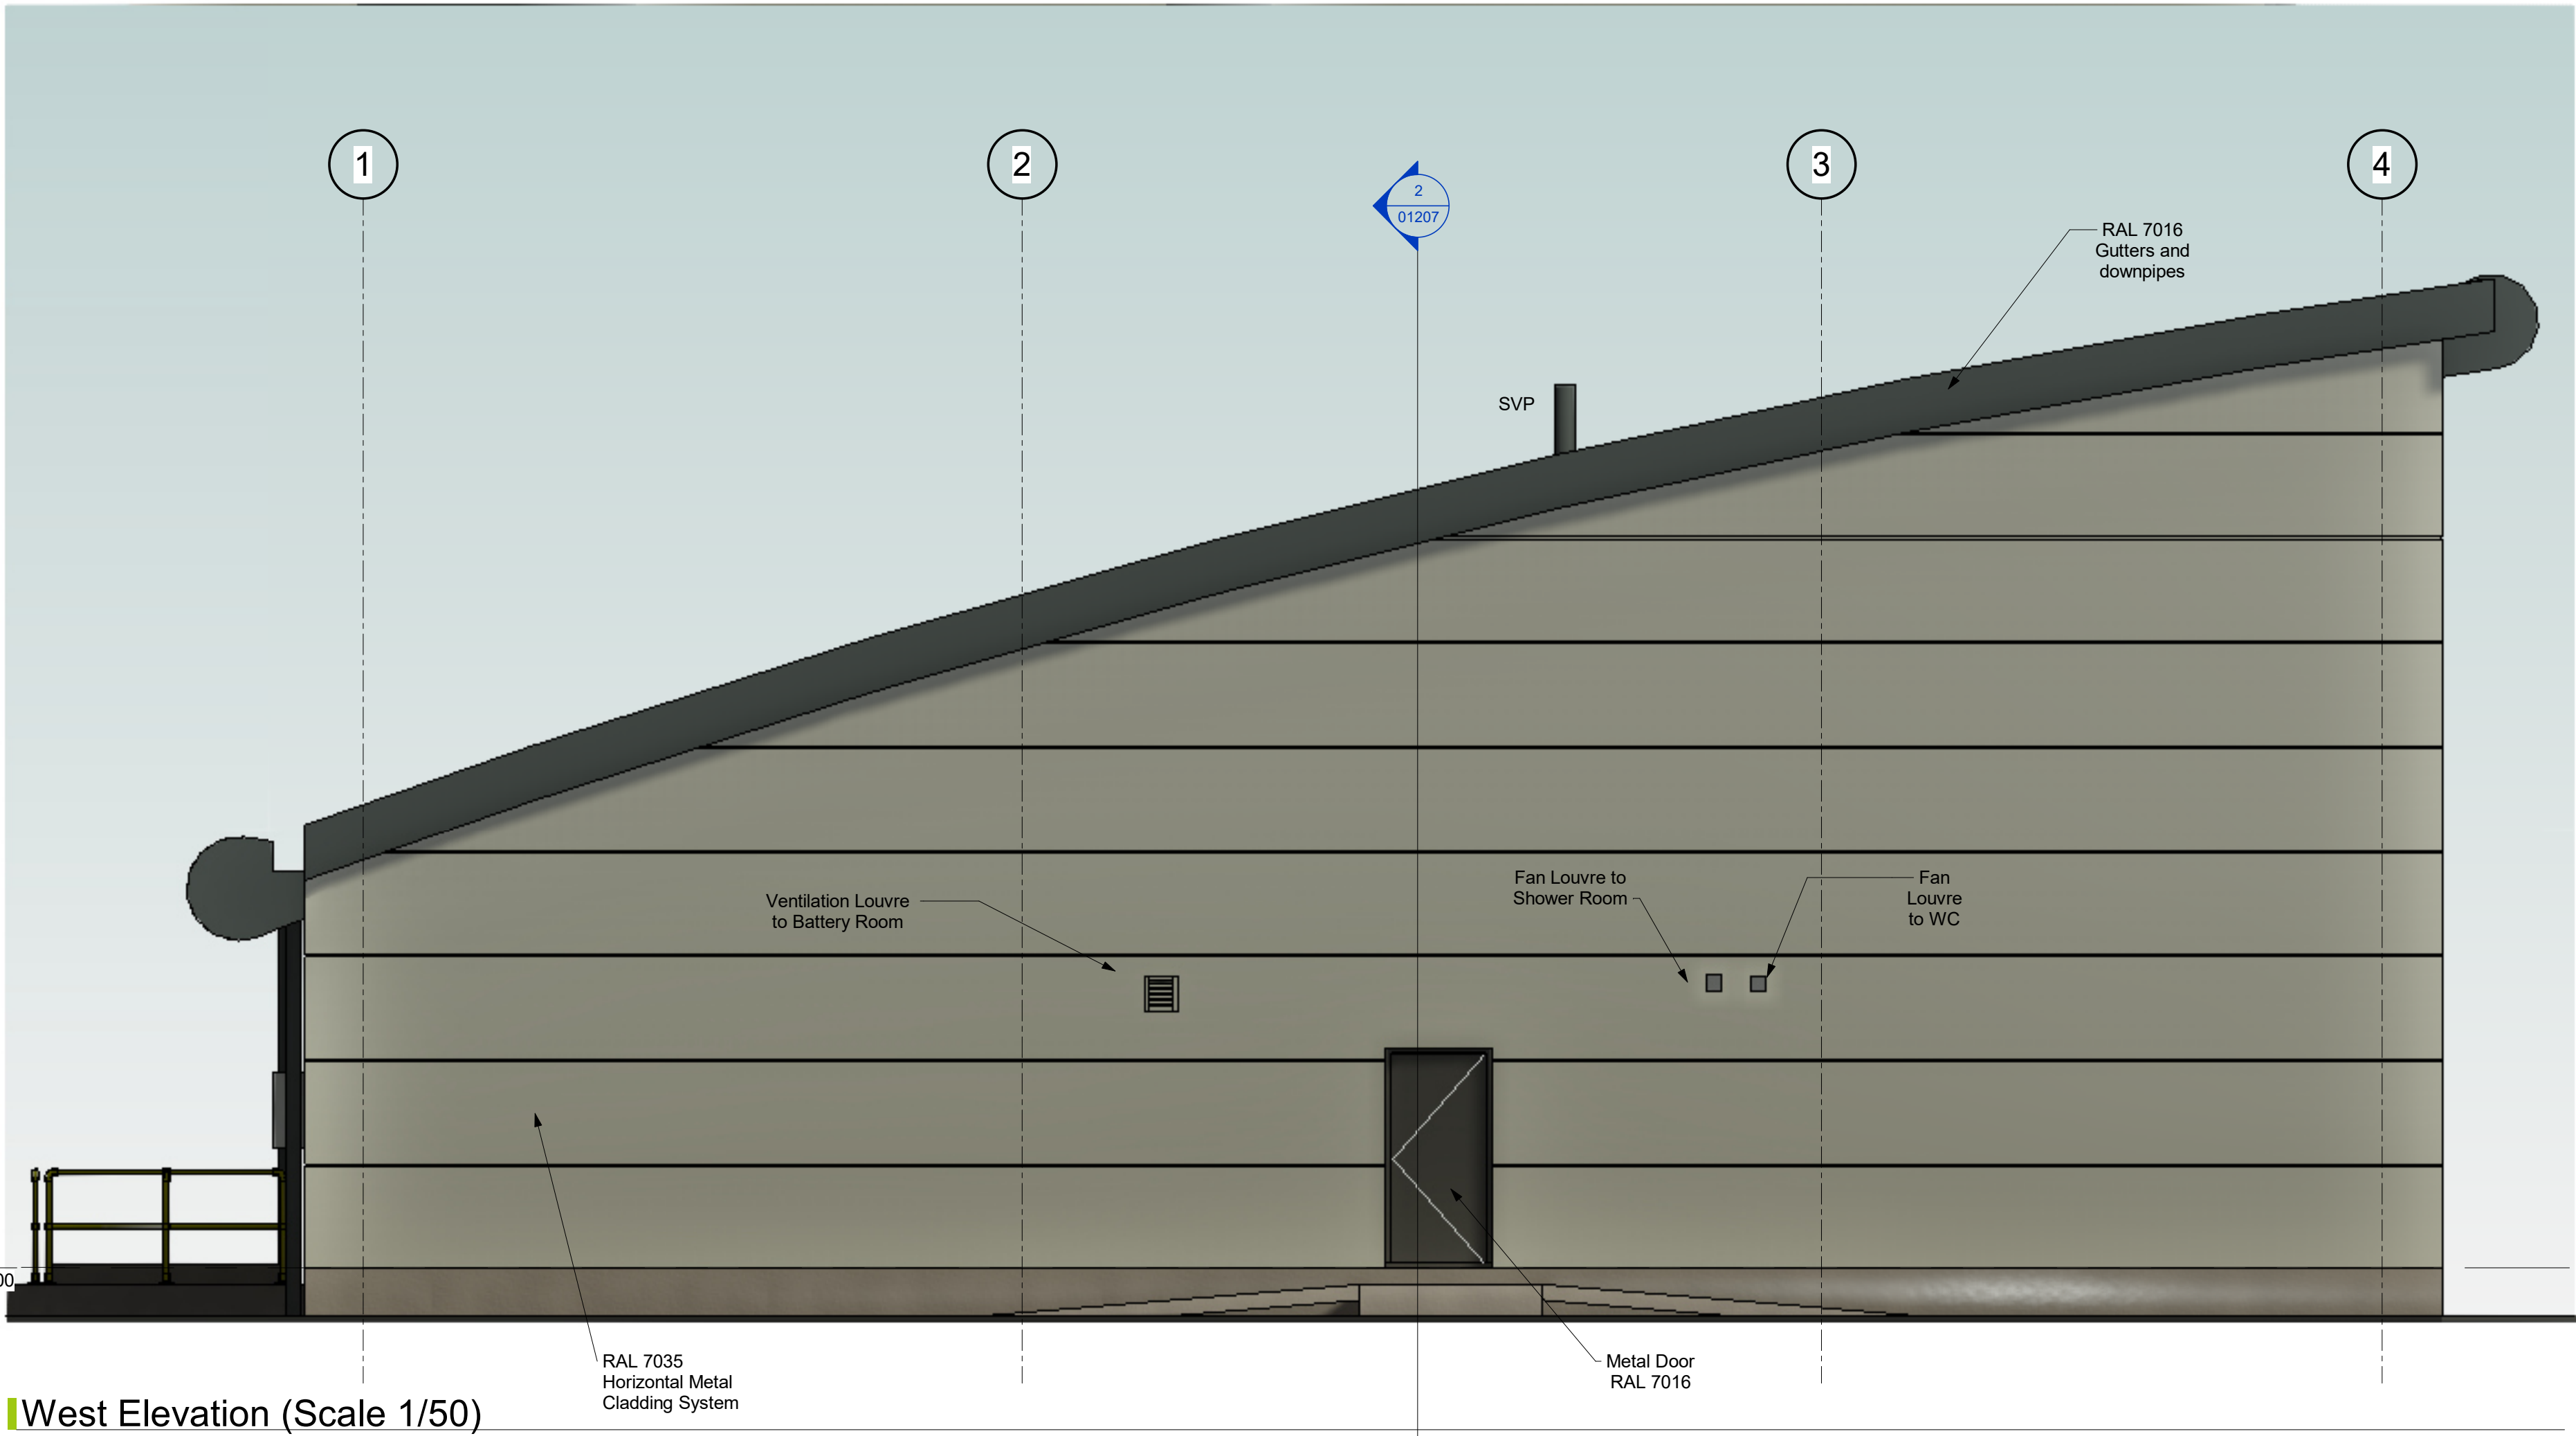 1
2
3
4
2
01207
RAL 7016
Gutters and
downpipes
SVP
Ventilation Louvre
to Battery Room
Fan Louvre to
Shower Room
Fan
Louvre
to WC
00
RAL 7035
Horizontal Metal
Cladding System
Metal Door
RAL 7016
West Elevation (Scale 1/50)